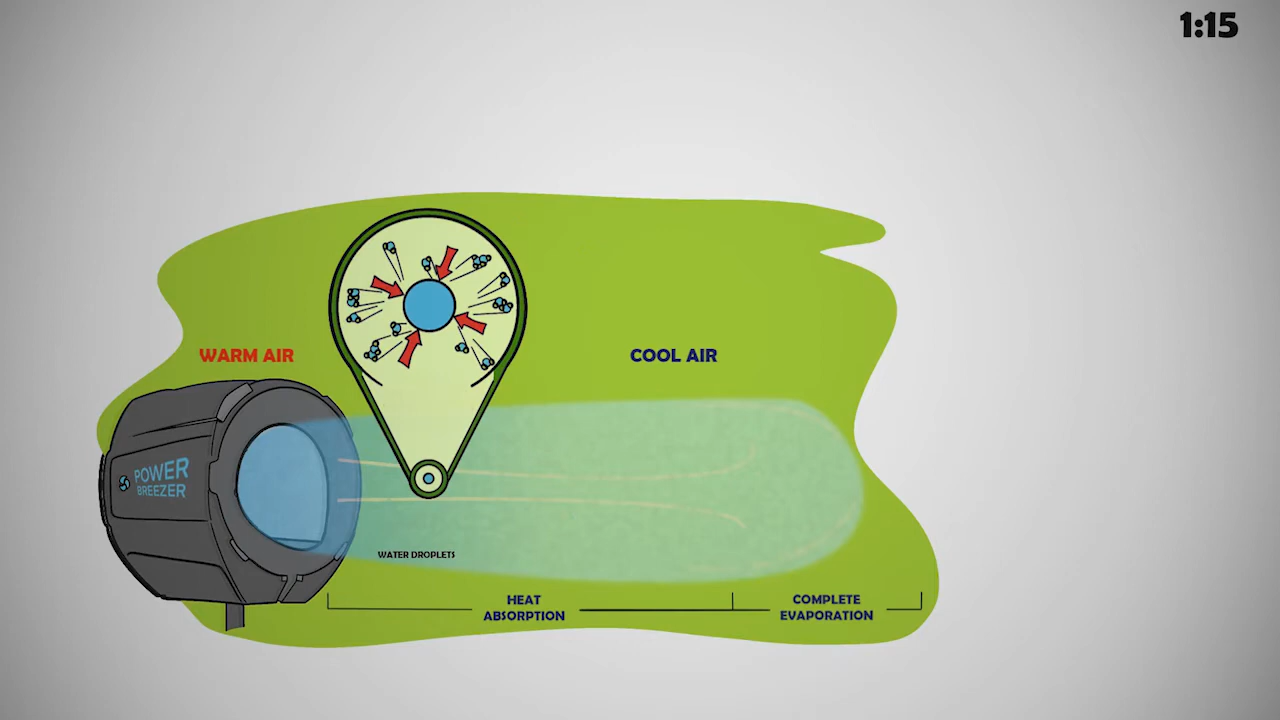 1:15
WARM AIR
COOL AIR
POWER
BREEZER
WATER DROPLETS
HEAT
ABSORPTION
COMPLETE
EVAPORATION